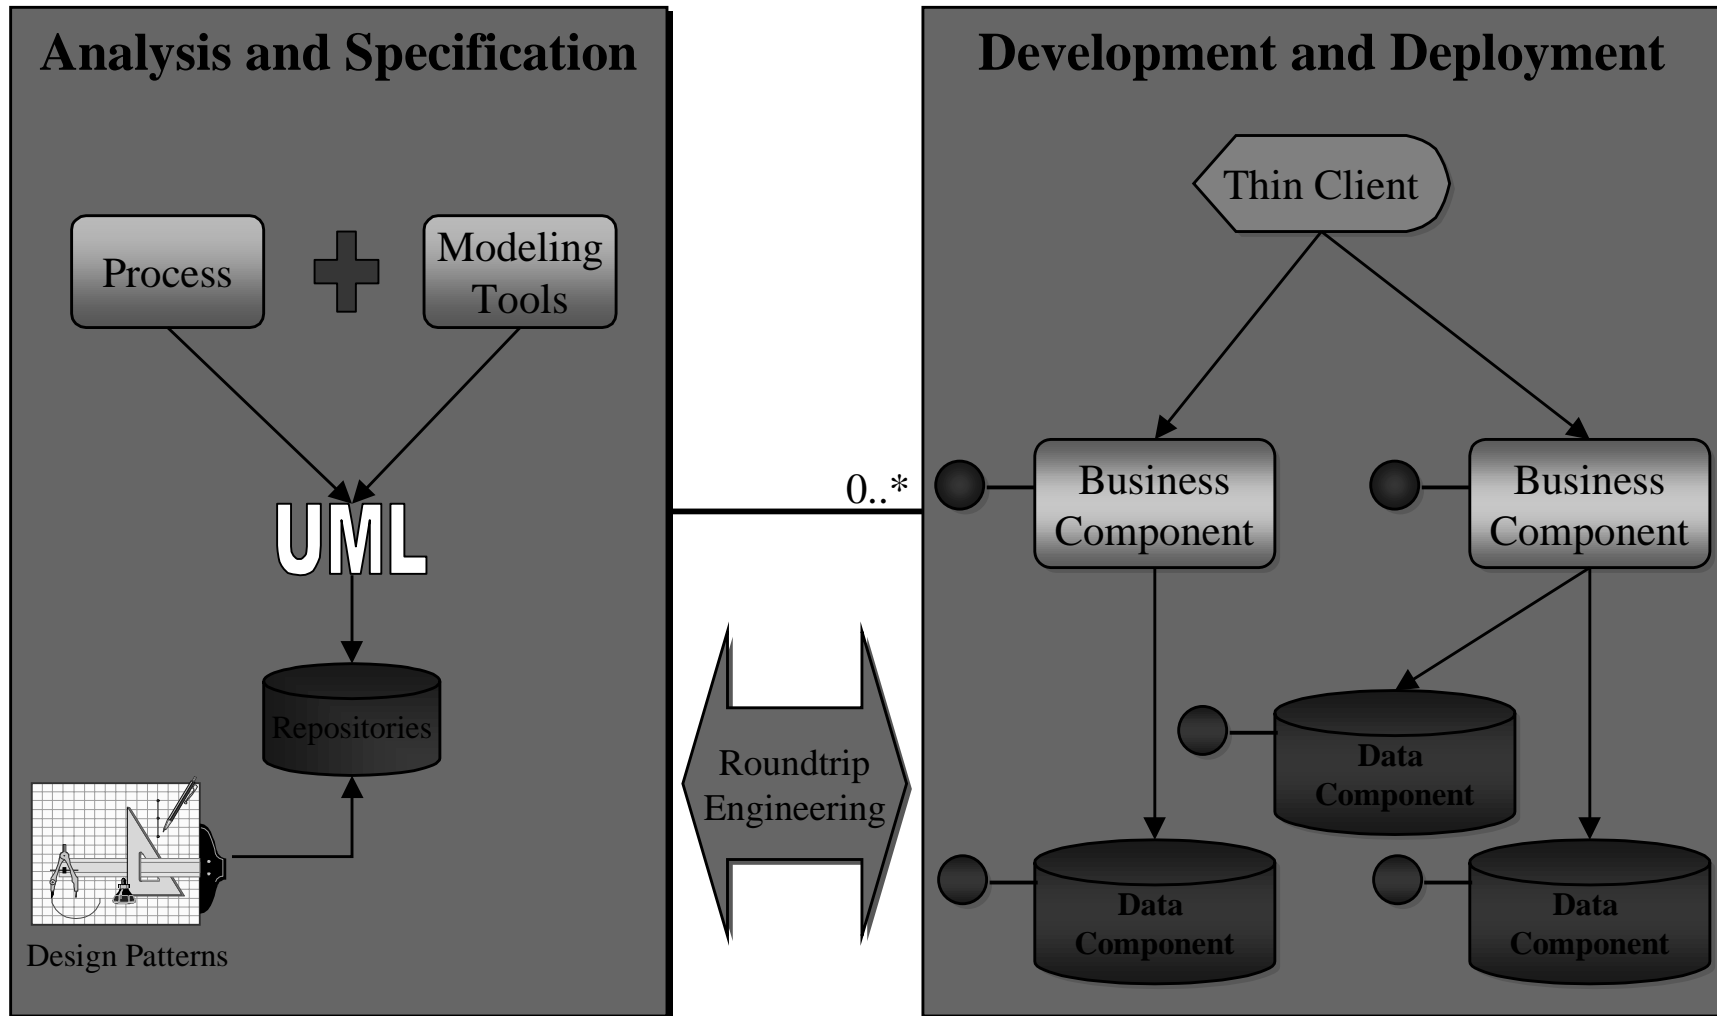 Analysis and Specification
Process
Modeling
Tools
UML
Repositories
Design Patterns
0..*
Roundtrip
Engineering
Development and Deployment
Thin Client
Business
Component
Business
Component
Data
Component
Data
Component
Data
Component